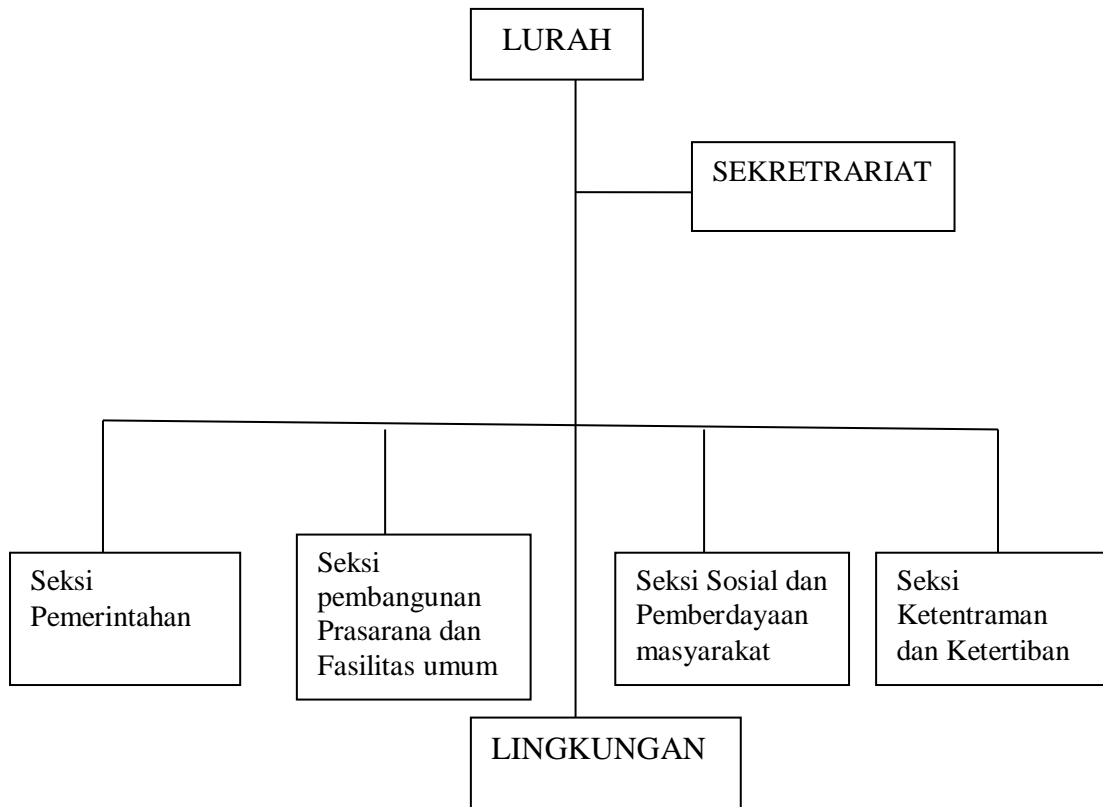 LURAH
SEKRETRARIAT
Seksi
Pemerintahan
Seksi
pembangunan
Prasarana dan
Fasilitas umum
Seksi Sosial dan
Pemberdayaan
masyarakat
Seksi
Ketentraman
dan Ketertiban
LINGKUNGAN